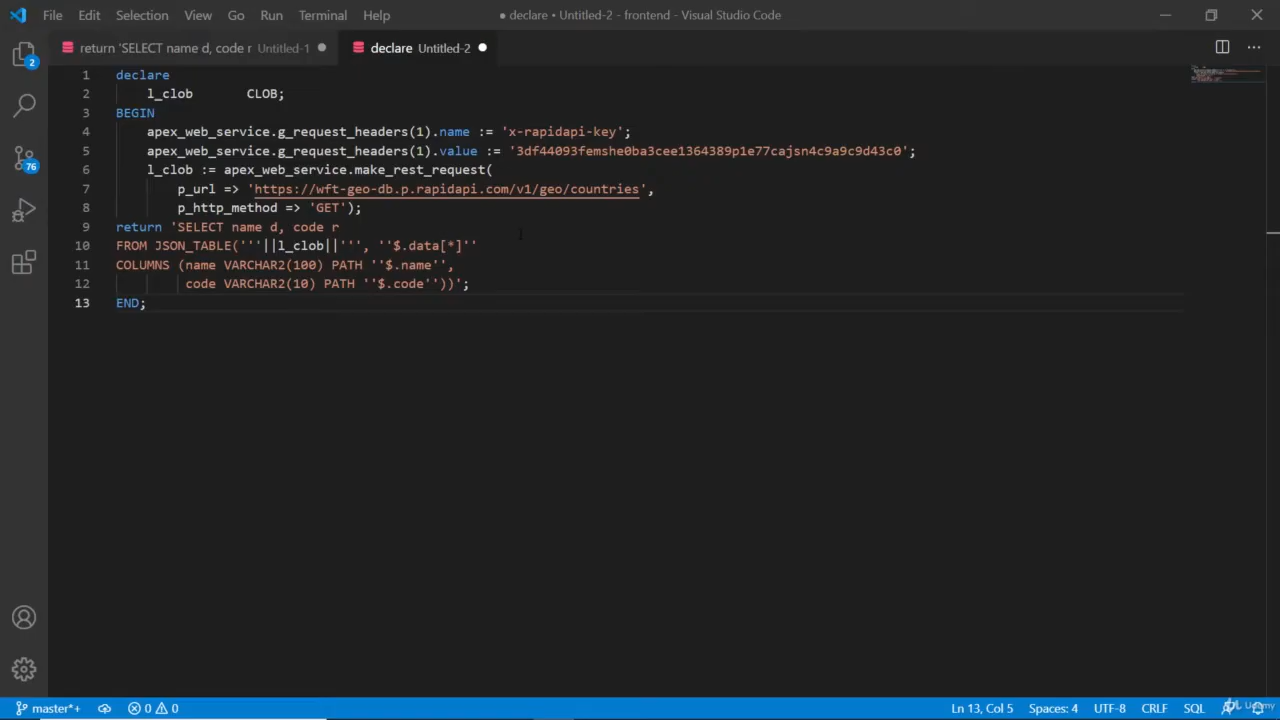 File Edit Selection View Go Run Terminal Help
● declare • Untitled-2 - frontend - Visual Studio Code
return 'SELECT name d, code r Untitled-1
declare Untitled-2
2
76
1 declare
2 l_clob CLOB;
3 BEGIN
4 apex_web_service.g_request_headers(1).name := 'x-rapidapi-key';
5 apex_web_service.g_request_headers(1).value := '3df44093femshe0ba3cee1364389p1e77cajsn4c9a9c9d43c0';
6 l_clob := apex_web_service.make_rest_request(
7 p_url => 'https://wft-geo-db.p.rapidapi.com/v1/geo/countries',
8 p_http_method => 'GET');
9 return 'SELECT name d, code r
10 FROM JSON_TABLE('''||l_clob||''', ''$.data[*]''
11 COLUMNS (name VARCHAR2(100) PATH ''$.name'',
12 code VARCHAR2(10) PATH ''$.code''))';
13 END;
master*+ 0 0 Ln 13, Col 5 Spaces: 4 UTF-8 CRLF SQL
Udemy